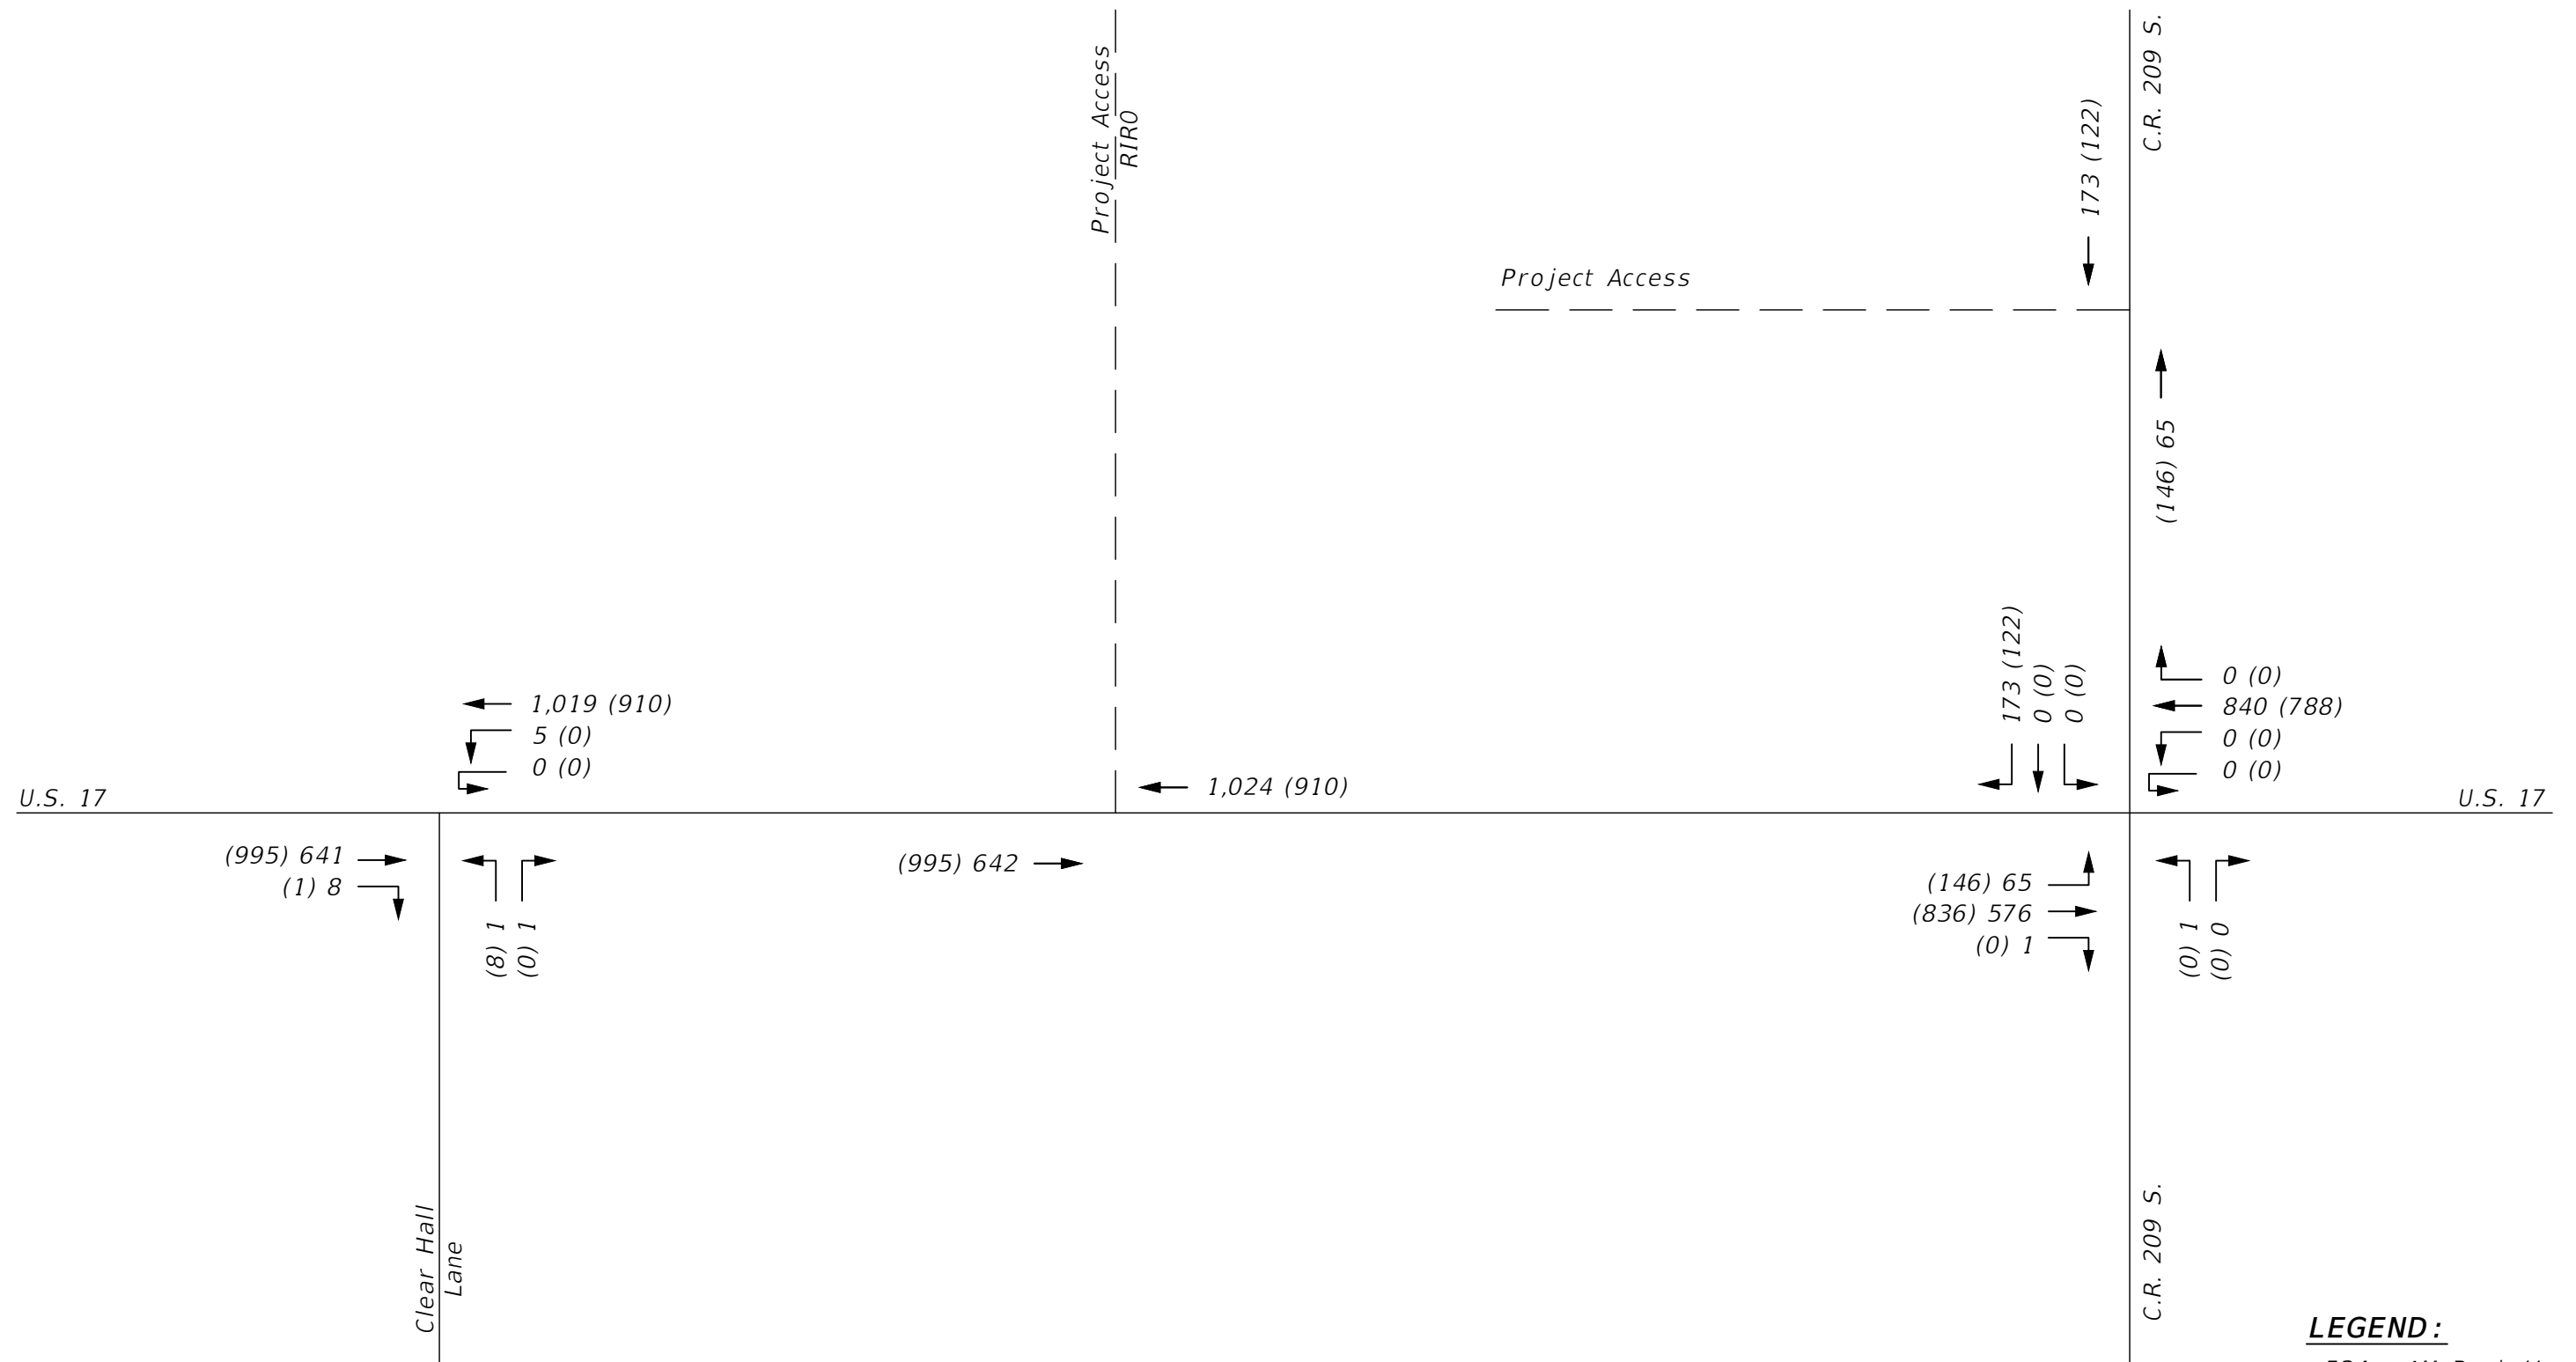 Project Access
RIRO
C.R. 209 S.
173 (122)
Project Access
(146) 65
173 (122)
0 (0)
0 (0)
1,019 (910)
5 (0)
0 (0)
0 (0)
840 (788)
0 (0)
0 (0)
U.S. 17
1,024 (910)
U.S. 17
(995) 641
(1) 8
(8) 1
(0) 1
(995) 642
(146) 65
(836) 576
(0) 1
(0) 1
(0) 0
Clear Hall
Lane
C.R. 209 S.
LEGEND: